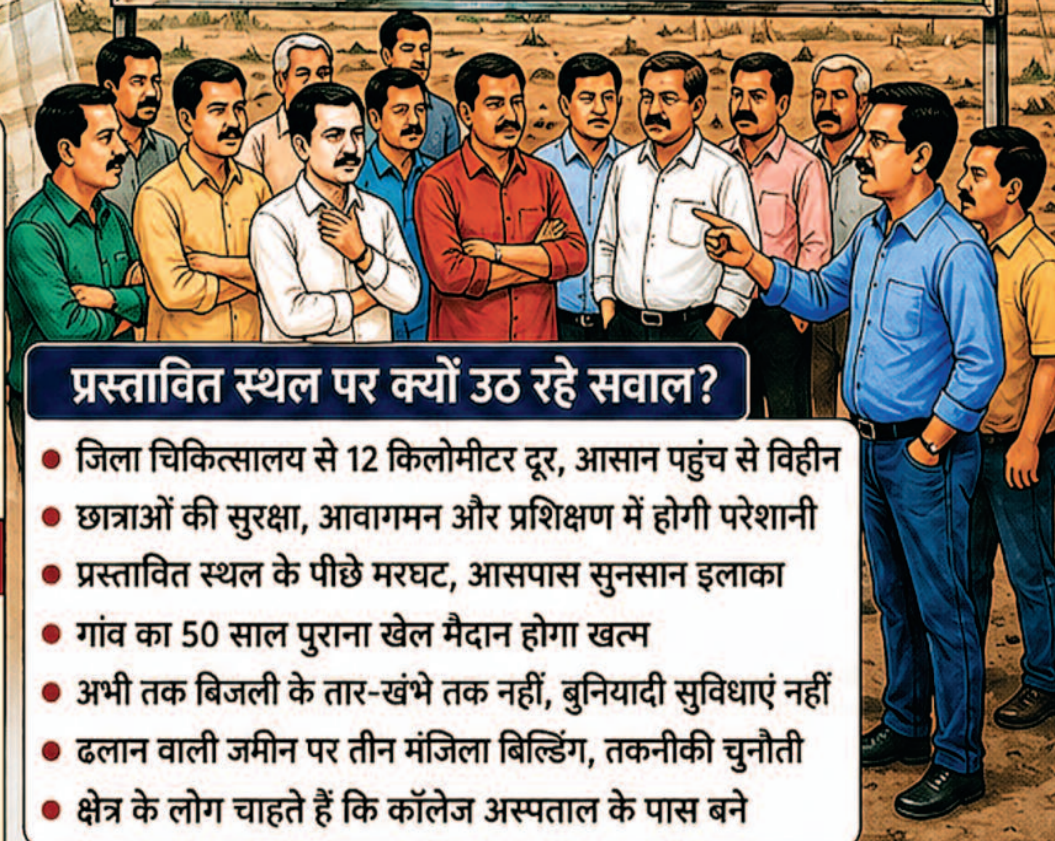 प्रस्तावित स्थल पर क्यों उठ रहे सवाल?
• जिला चिकित्सालय से 12 किलोमीटर दूर, आसान पहुंच से विहीन
• छात्राओं की सुरक्षा, आवागमन और प्रशिक्षण में होगी परेशानी
• प्रस्तावित स्थल के पीछे मरघट, आसपास सुनसान इलाका
• गांव का 50 साल पुराना खेल मैदान होगा खत्म
• अभी तक बिजली के तार-खंभे तक नहीं, बुनियादी सुविधाएं नहीं
• ढलान वाली जमीन पर तीन मंजिला बिल्डिंग, तकनीकी चुनौती
• क्षेत्र के लोग चाहते हैं कि कॉलेज अस्पताल के पास बने